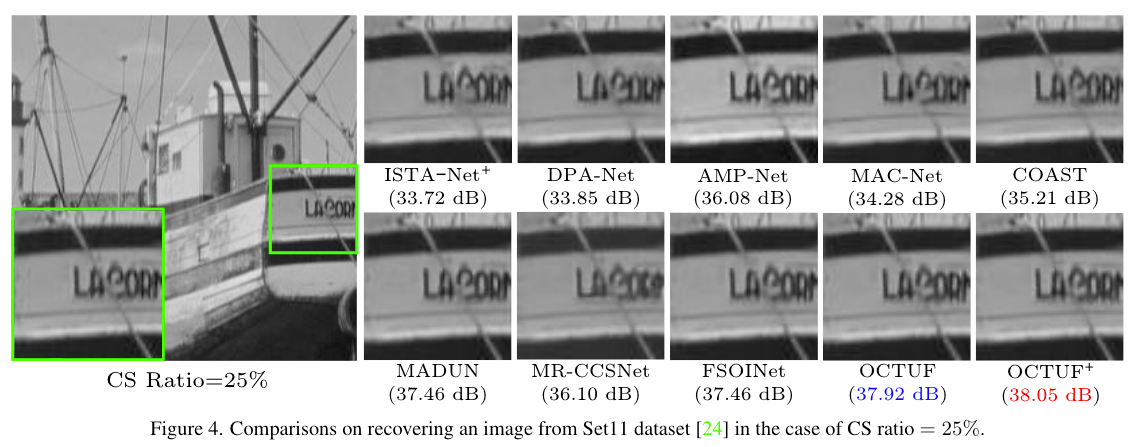 LACORN
LACORN
LACORN
LACORN
LACORN
LACORN
LACORN
ISTA-Net⁺
DPA-Net
AMP-Net
MAC-Net
COAST
(33.72 dB)
(33.85 dB)
(36.08 dB)
(34.28 dB)
(35.21 dB)
LACORN
LACORN
LACORN
LACORN
LACORN
MADUN
MR-CCSNet
FSOINet
OCTUF
OCTUF⁺
CS Ratio=25%
(37.46 dB)
(36.10 dB)
(37.46 dB)
(37.92 dB)
(38.05 dB)
Figure 4. Comparisons on recovering an image from Set11 dataset [24] in the case of CS ratio = 25%.